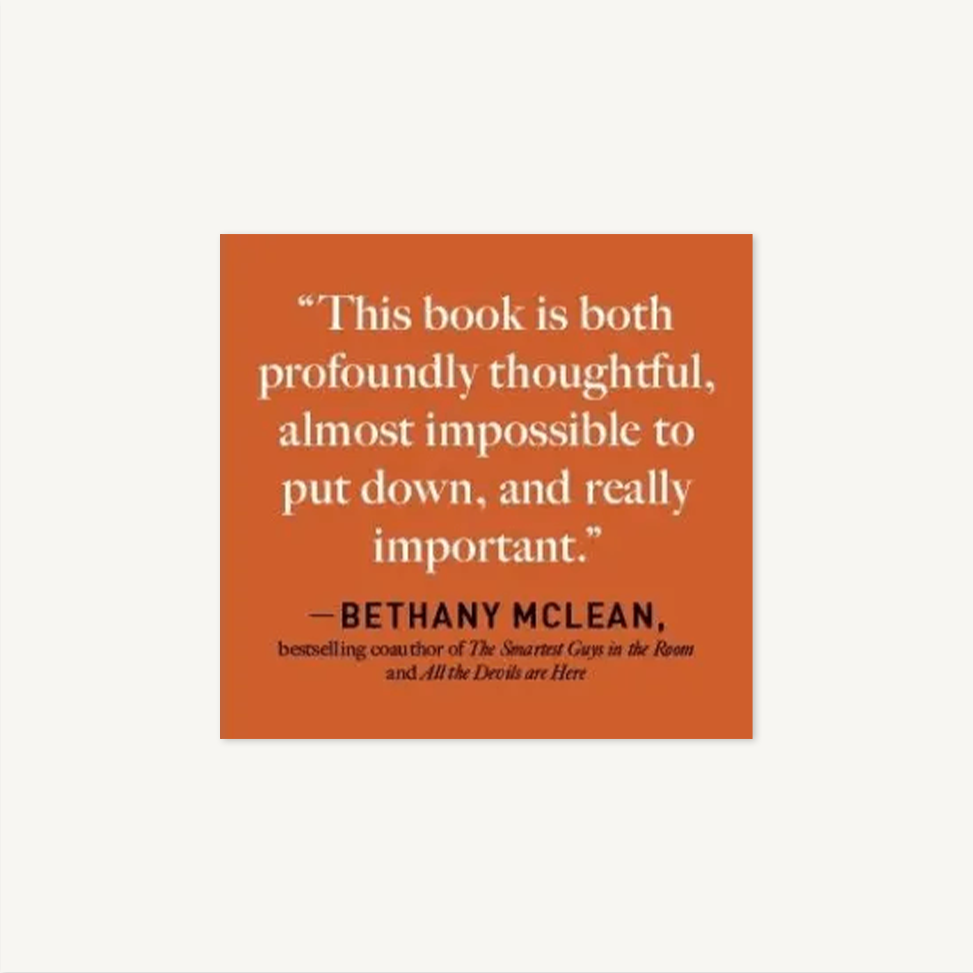 “This book is both
profoundly thoughtful,
almost impossible to
put down, and really
important.”
—BETHANY MCLEAN,
bestselling coauthor of The Smartest Guys in the Room
and All the Devils are Here